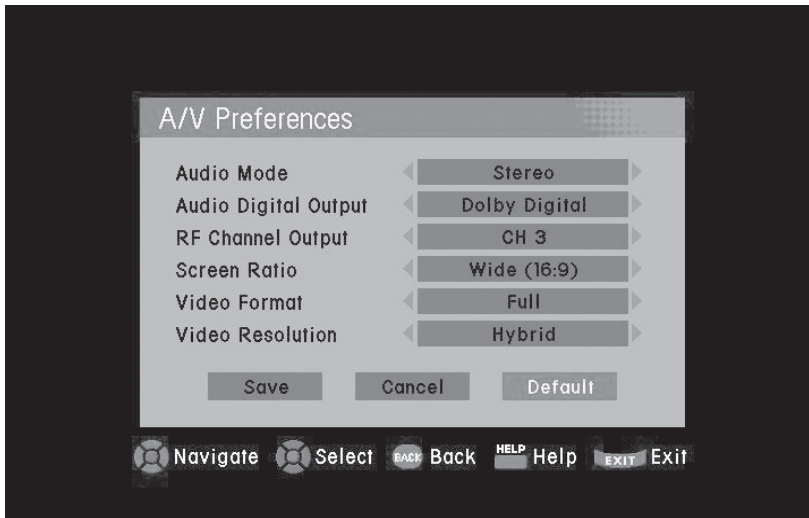 A/V Preferences
Audio Mode Stereo
Audio Digital Output Dolby Digital
RF Channel Output CH 3
Screen Ratio Wide (16:9)
Video Format Full
Video Resolution Hybrid
Save Cancel Default
Navigate Select BACK Back HELP Help EXIT Exit